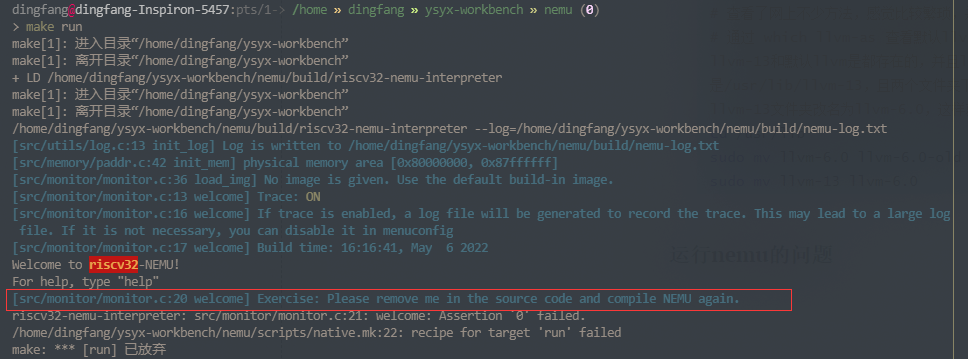 dingfang@dingfang-Inspiron-5457:pts/1-> /home » dingfang » ysyx-workbench » nemu (0)
> make run
make[1]: 进入目录“/home/dingfang/ysyx-workbench”
make[1]: 离开目录“/home/dingfang/ysyx-workbench”
+ LD /home/dingfang/ysyx-workbench/nemu/build/riscv32-nemu-interpreter
make[1]: 进入目录“/home/dingfang/ysyx-workbench”
make[1]: 离开目录“/home/dingfang/ysyx-workbench”
/home/dingfang/ysyx-workbench/nemu/build/riscv32-nemu-interpreter --log=/home/dingfang/ysyx-workbench/nemu/build/nemu-log.txt
[src/utils/log.c:13 init_log] Log is written to /home/dingfang/ysyx-workbench/nemu/build/nemu-log.txt
[src/memory/paddr.c:42 init_mem] physical memory area [0x80000000, 0x87ffffff]
[src/monitor/monitor.c:36 load_img] No image is given. Use the default build-in image.
[src/monitor/monitor.c:13 welcome] Trace: ON
[src/monitor/monitor.c:16 welcome] If trace is enabled, a log file will be generated to record the trace. This may lead to a large log
file. If it is not necessary, you can disable it in menuconfig
[src/monitor/monitor.c:17 welcome] Build time: 16:16:41, May  6 2022
运行nemu的问题
Welcome to riscv32-NEMU!
For help, type "help"
[src/monitor/monitor.c:20 welcome] Exercise: Please remove me in the source code and compile NEMU again.
riscv32-nemu-interpreter: src/monitor/monitor.c:21: welcome: Assertion `0' failed.
/home/dingfang/ysyx-workbench/nemu/scripts/native.mk:22: recipe for target 'run' failed
make: *** [run] 已放弃